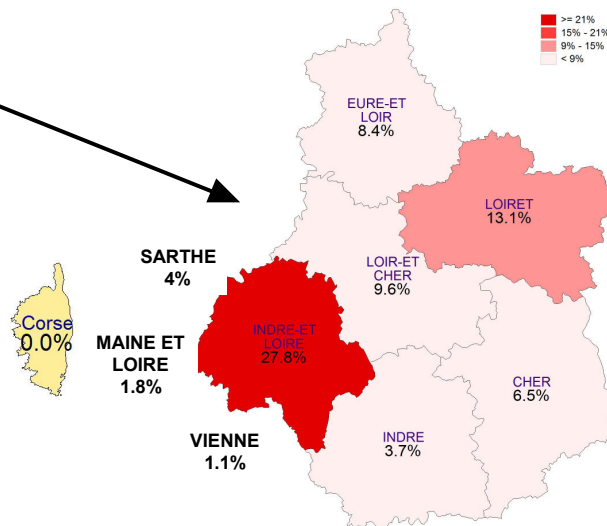 >= 21%
15% - 21%
9% - 15%
< 9%
EURE-ET
LOIR
8.4%
LOIRET
13.1%
SARTHE
4%
LOIR-ET
CHER
9.6%
Corse
0.0%
MAINE ET
LOIRE
1.8%
INDRE-ET
LOIRE
27.8%
CHER
6.5%
VIENNE
1.1%
INDRE
3.7%